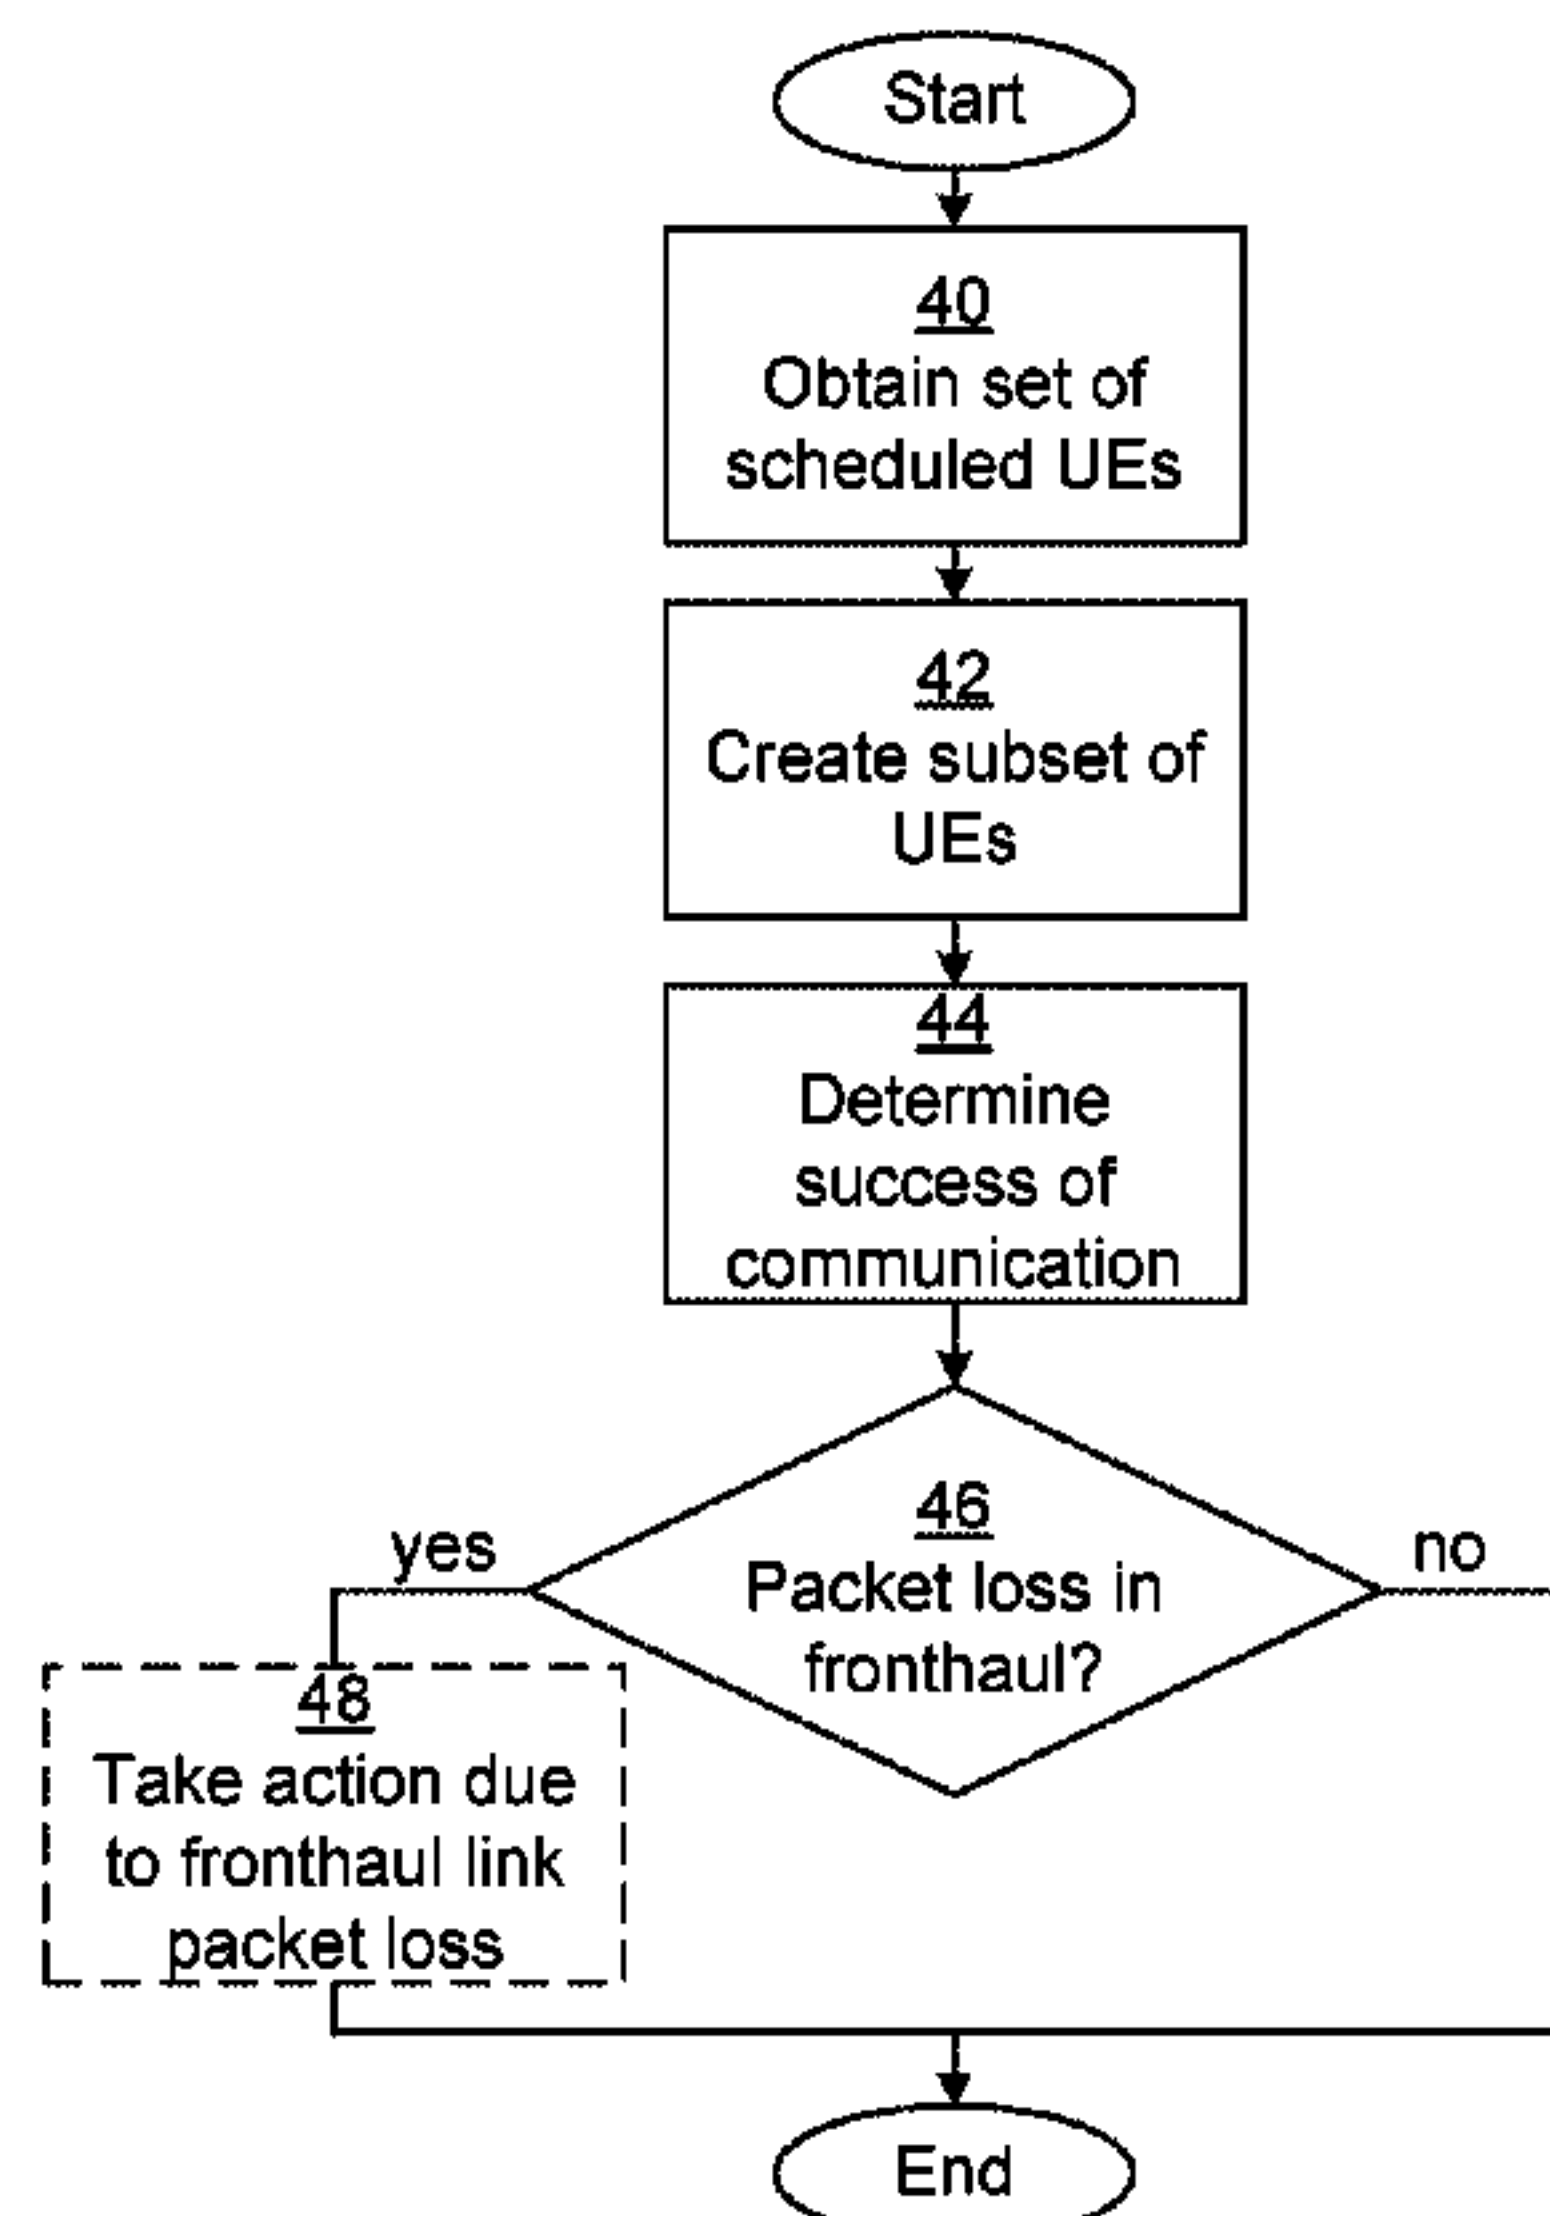 Start
40
Obtain set of
scheduled UEs
42
Create subset of
UEs
44
Determine
success of
communication
46
Packet loss in
fronthaul?
yes
no
48
Take action due
to fronthaul link
packet loss
End